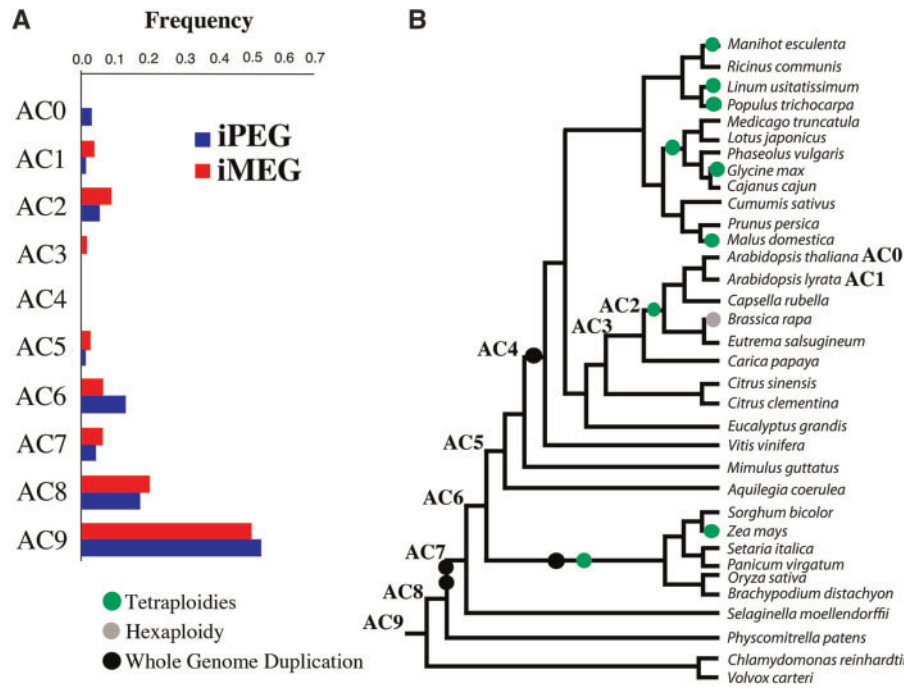 A
Frequency
0.0 0.1 0.2 0.3 0.4 0.5 0.6 0.7
AC0
AC1
AC2
AC3
AC4
AC5
AC6
AC7
AC8
AC9
iPEG
iMEG
Tetraploidies
Hexaploidy
Whole Genome Duplication
B
Manihot esculenta
Ricinus communis
Linum usitatissimum
Populus trichocarpa
Medicago truncatula
Lotus japonicus
Phaseolus vulgaris
Glycine max
Cajanus cajun
Cumumis sativus
Prunus persica
Malus domestica
Arabidopsis thaliana AC0
Arabidopsis lyrata AC1
Capsella rubella
AC2
Brassica rapa
AC3
Eutrema salsugineum
AC4
Carica papaya
Citrus sinensis
Citrus clementina
Eucalyptus grandis
AC5
Vitis vinifera
Mimulus guttatus
Aquilegia coerulea
AC6
Sorghum bicolor
Zea mays
AC7
Setaria italica
Panicum virgatum
Oryza sativa
AC8
Brachypodium distachyon
Selaginella moellendorffii
AC9
Physcomitrella patens
Chlamydomonas reinhardtii
Volvox carteri